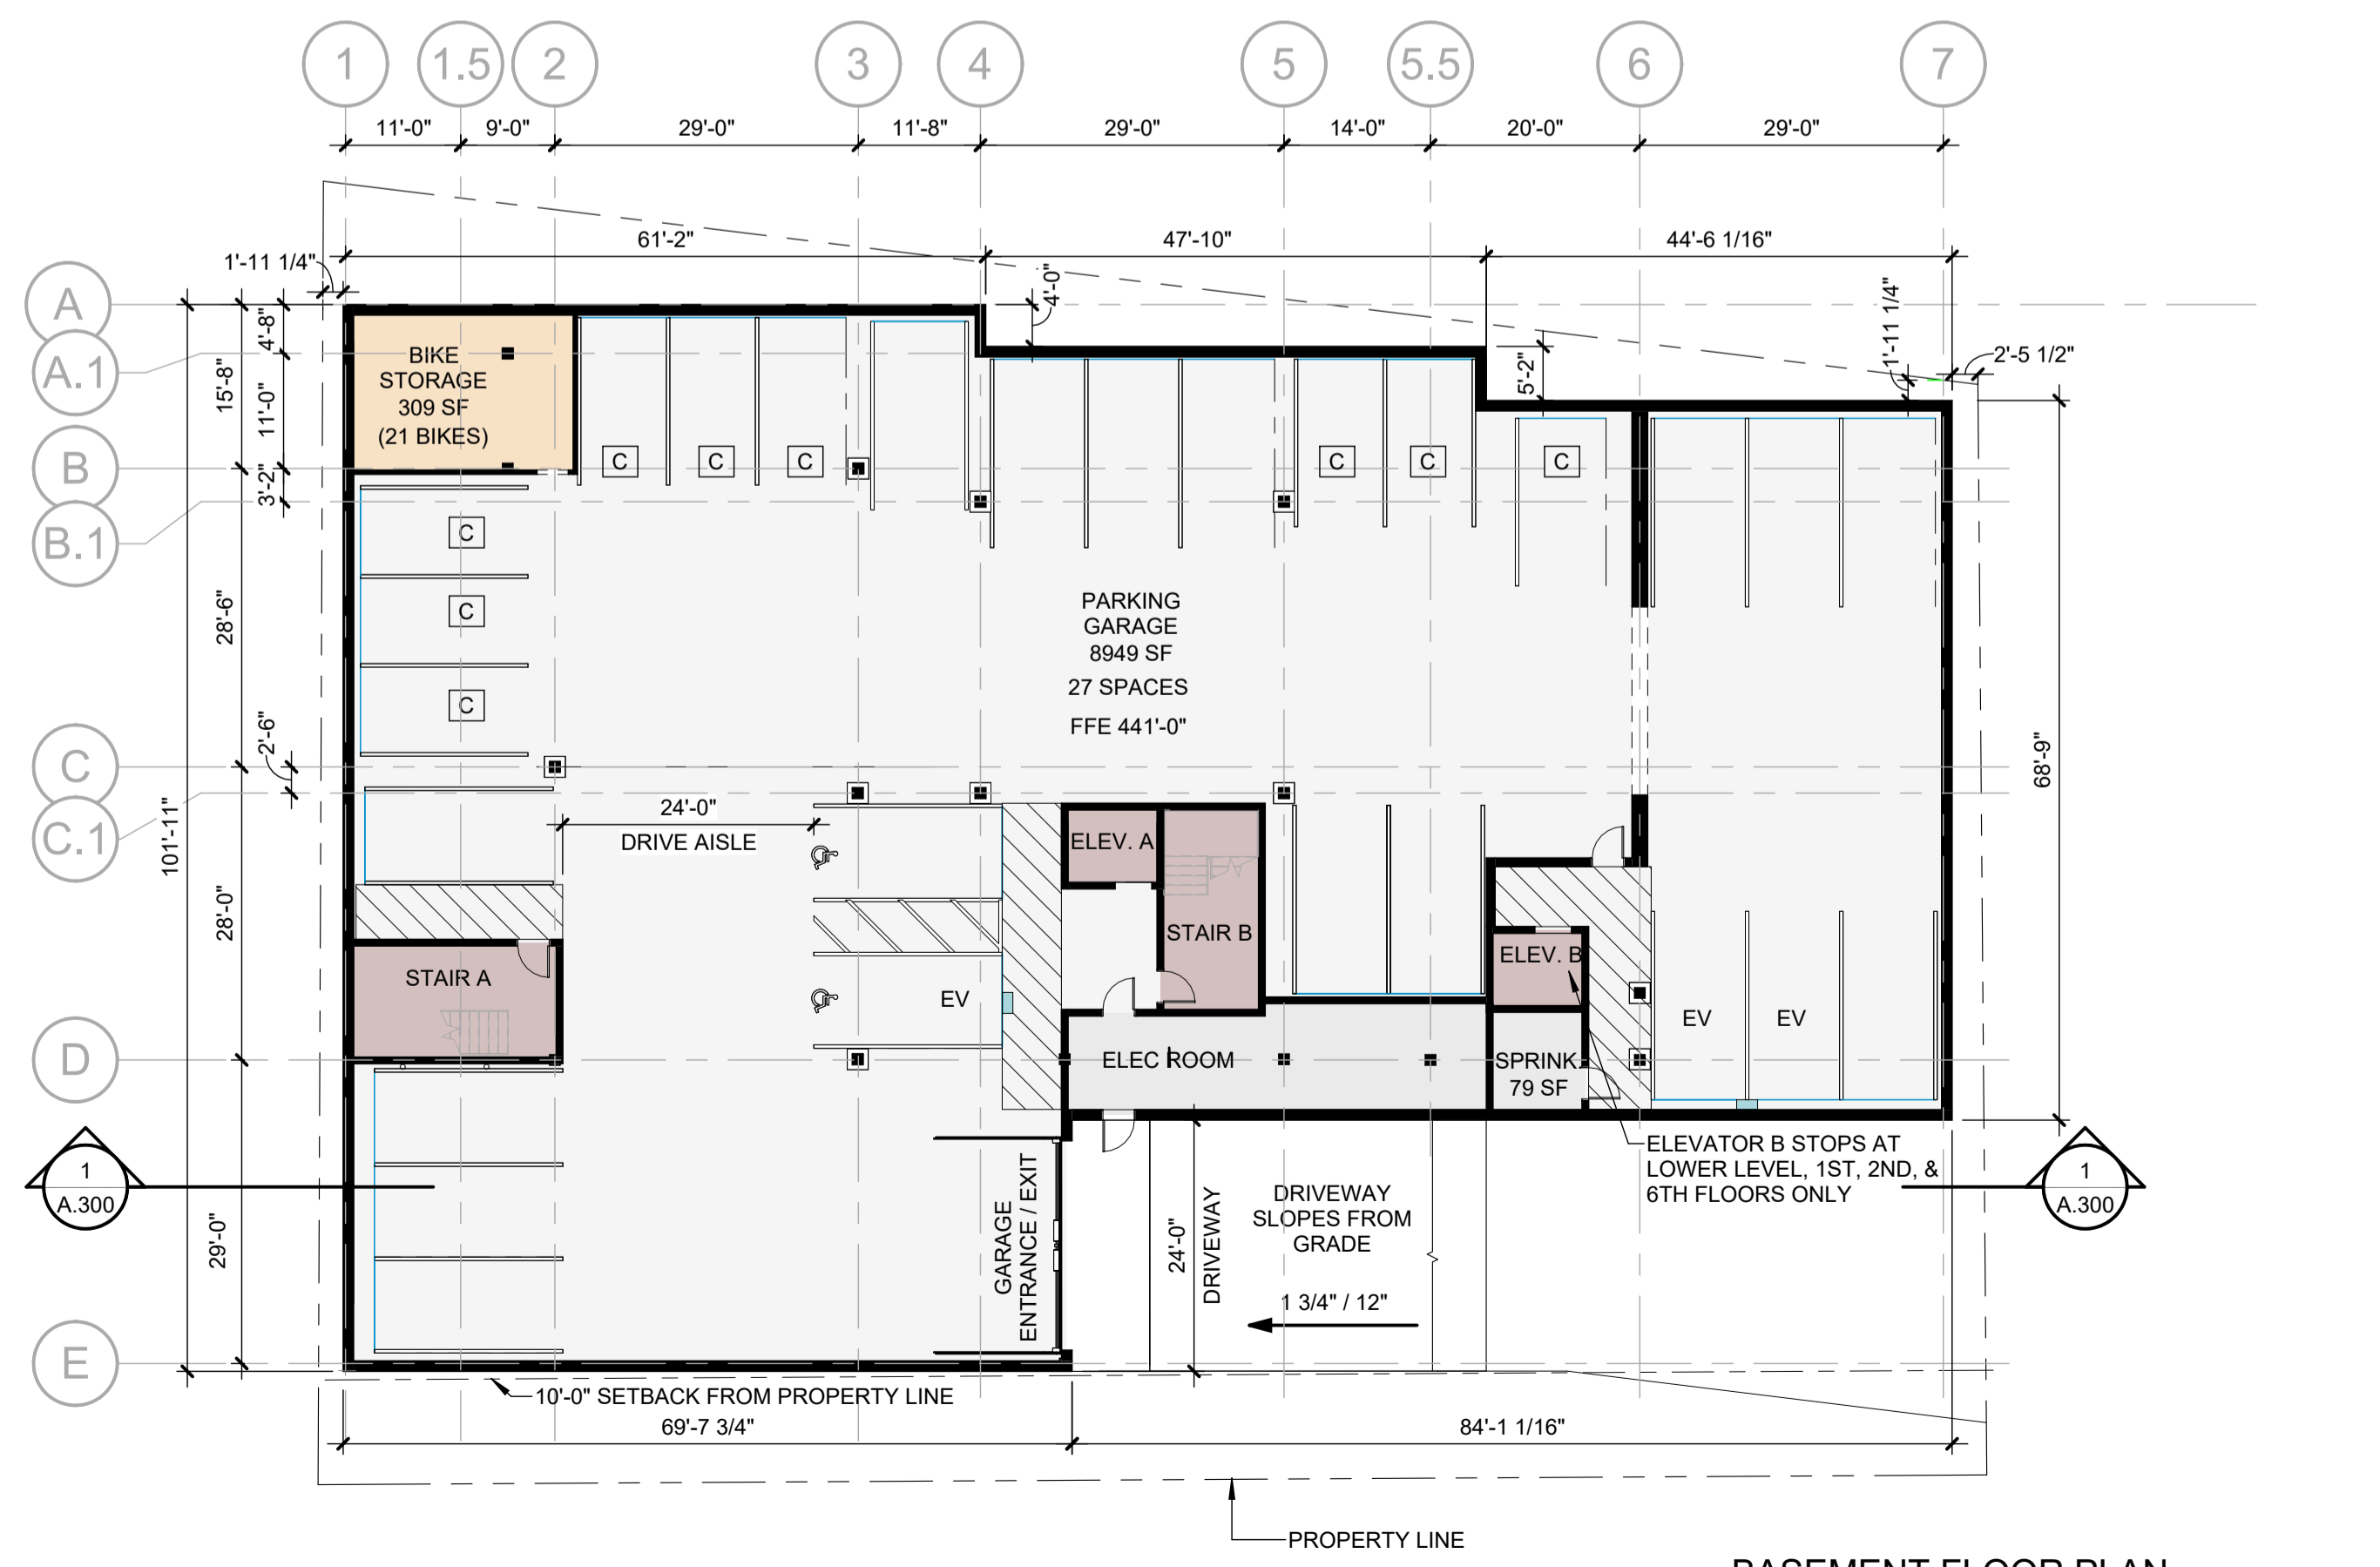 1 1.5 2 3 4 5 5.5 6 7
11'-0" 9'-0" 29'-0" 11'-8" 29'-0" 14'-0" 20'-0" 29'-0"
61'-2" 47'-10" 44'-6 1/16"
1'-11 1/4"
4'-0"
1'-11 1/4"
2'-5 1/2"
5'-2"
A
A.1
B
B.1
C
C.1
D
E
4'-8"
15'-8"
11'-0"
3'-2"
28'-6"
2'-6"
101'-11"
28'-0"
29'-0"
68'-9"
BIKE
STORAGE
309 SF
(21 BIKES)
C C C C C C
C
C
C
PARKING
GARAGE
8949 SF
27 SPACES
FFE 441'-0"
24'-0"
DRIVE AISLE
ELEV. A
STAIR B
STAIR A
EV
ELEV. B
EV EV
ELEC ROOM
SPRINK.
79 SF
ELEVATOR B STOPS AT
LOWER LEVEL, 1ST, 2ND, &
6TH FLOORS ONLY
1
A.300
1
A.300
GARAGE
ENTRANCE / EXIT
24'-0"
DRIVEWAY
DRIVEWAY
SLOPES FROM
GRADE
1 3/4" / 12"
10'-0" SETBACK FROM PROPERTY LINE
69'-7 3/4" 84'-1 1/16"
PROPERTY LINE
BASEMENT FLOOR PLAN